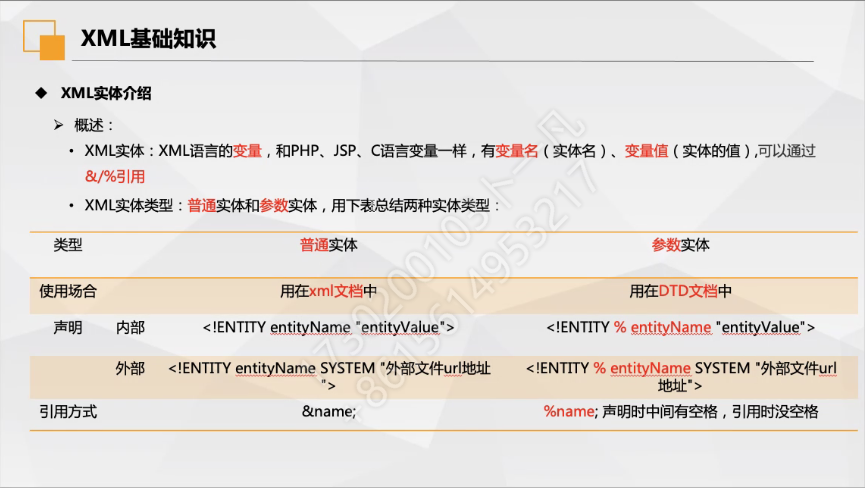 XML基础知识
◆ XML实体介绍
➢ 概述：
• XML实体：XML语言的变量，和PHP、JSP、C语言变量一样，有变量名（实体名）、变量值（实体的值）,可以通过
&/%引用
• XML实体类型：普通实体和参数实体，用下表总结两种实体类型：
类型 普通实体 参数实体
使用场合 用在xml文档中 用在DTD文档中
声明 内部 <!ENTITY entityName "entityValue"> <!ENTITY % entityName "entityValue">
外部 <!ENTITY entityName SYSTEM "外部文件url地址 <!ENTITY % entityName SYSTEM "外部文件url
"> 地址">
引用方式 &name; %name; 声明时中间有空格，引用时没空格